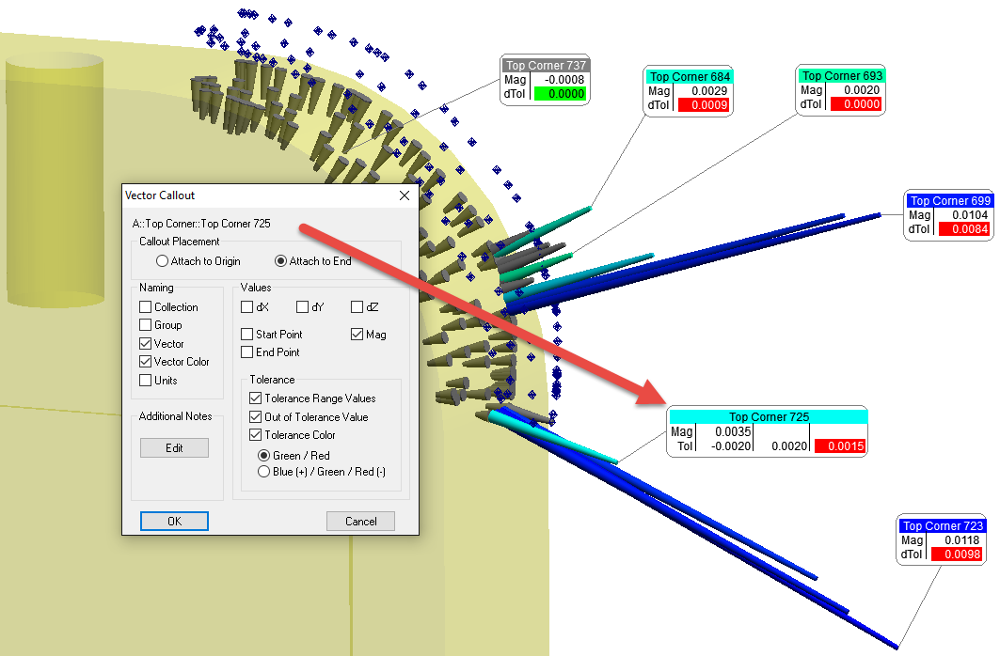 Top Corner 737
Mag -0.0008
dTol 0.0000
Top Corner 684
Mag 0.0029
dTol 0.0009
Top Corner 693
Mag 0.0020
dTol 0.0000
Top Corner 699
Mag 0.0104
dTol 0.0084
Vector Callout
A::Top Corner::Top Corner 725
Callout Placement
Attach to Origin Attach to End
Naming
Collection
Group
Vector
Vector Color
Units
Additional Notes
Edit
Values
dX dY dZ
Start Point Mag
End Point
Tolerance
Tolerance Range Values
Out of Tolerance Value
Tolerance Color
Green / Red
Blue (+) / Green / Red (-)
OK Cancel
Top Corner 725
Mag 0.0035
Tol -0.0020 0.0020 0.0015
Top Corner 723
Mag 0.0118
dTol 0.0098